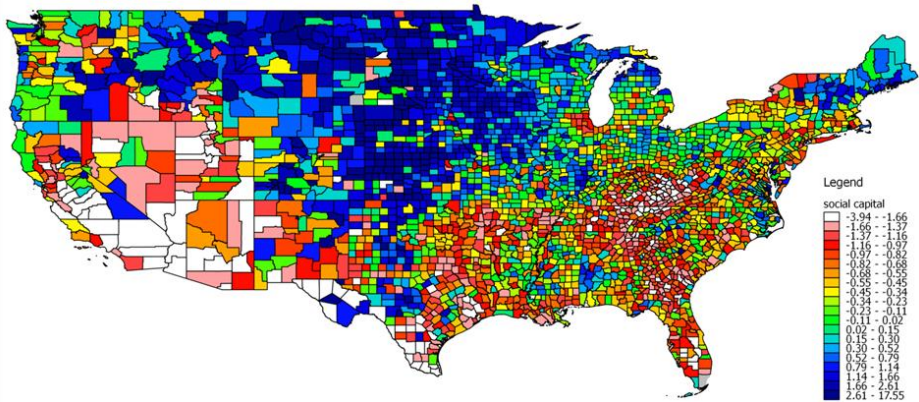 Legend
social capital
-3.94 - -1.66
-1.66 - -1.37
-1.37 - -1.16
-1.16 - -0.97
-0.97 - -0.82
-0.82 - -0.68
-0.68 - -0.55
-0.55 - -0.45
-0.45 - -0.34
-0.34 - -0.23
-0.23 - -0.11
-0.11 - 0.02
0.02 - 0.15
0.15 - 0.30
0.30 - 0.52
0.52 - 0.79
0.79 - 1.14
1.14 - 1.66
1.66 - 2.61
2.61 - 17.55